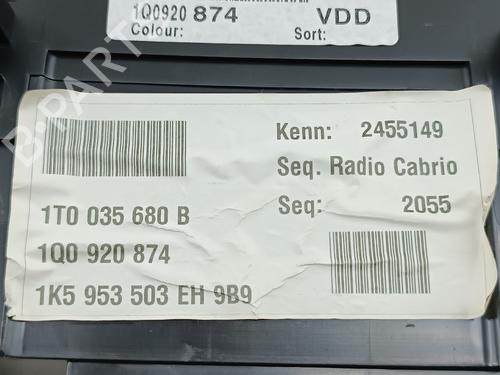 1Q0920 874 VDD
Colour: Sort:
B-PARTS
Kenn: 2455149
Seq. Radio Cabrio
Seq: 2055
1T0 035 680 B
1Q0 920 874
1K5 953 503 EH 9B9